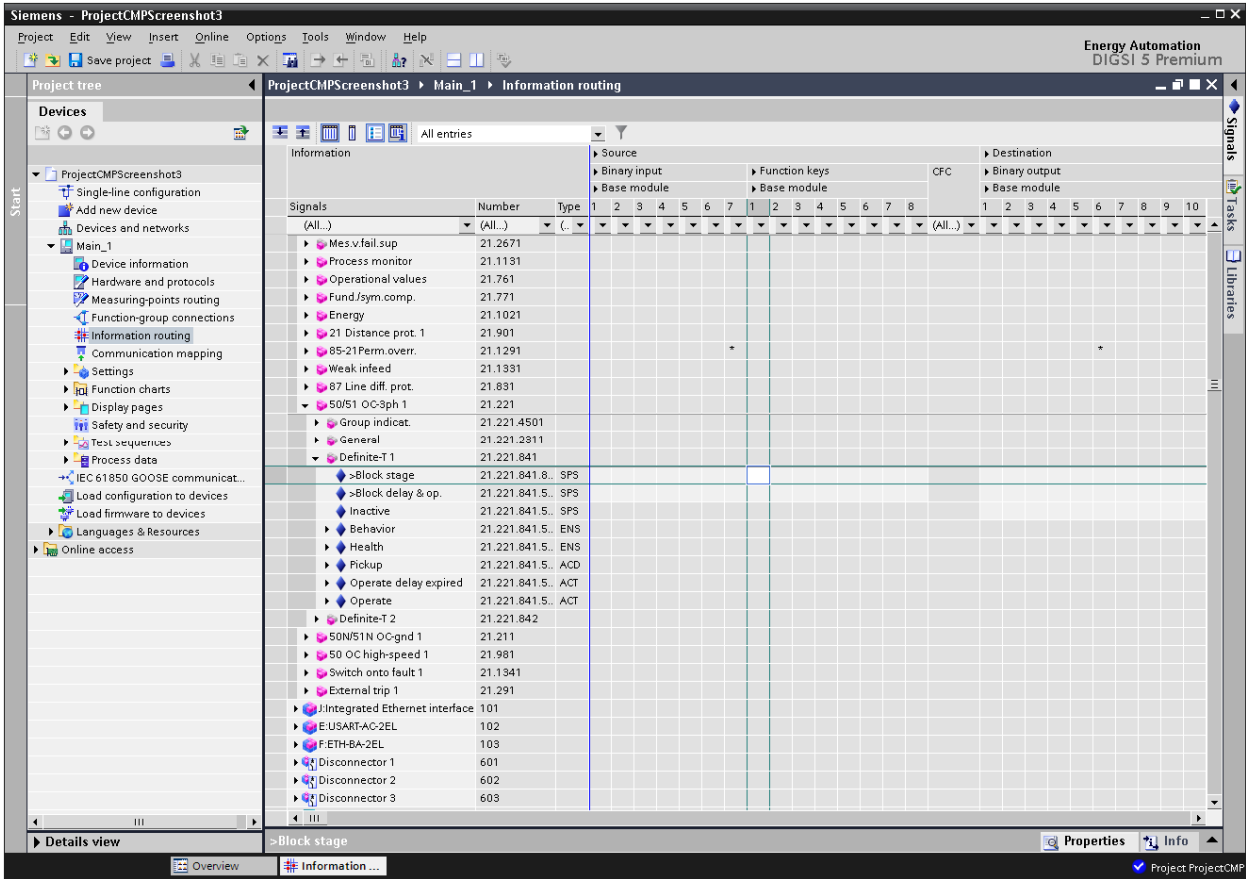 Siemens - ProjectCMPScreenshot3
Project Edit View Insert Online Options Tools Window Help
Save project
Energy Automation
DIGSI 5 Premium
Project tree
ProjectCMPScreenshot3 Main_1 Information routing
Devices
All entries
Start
ProjectCMPScreenshot3
Single-line configuration
Add new device
Devices and networks
Main_1
Device information
Hardware and protocols
Measuring-points routing
Function-group connections
Information routing
Communication mapping
Settings
Function charts
Display pages
Safety and security
Test sequences
Process data
IEC 61850 GOOSE communicat...
Load configuration to devices
Load firmware to devices
Languages & Resources
Online access
Details view
Information Source Destination
Binary input Function keys CFC Binary output
Base module Base module Base module
Signals Number Type 1 2 3 4 5 6 7 1 2 3 4 5 6 7 8 1 2 3 4 5 6 7 8 9 10
(All...) (All...) (.. (All...)
Mes.v.fail.sup 21.2671
Process monitor 21.1131
Operational values 21.761
Fund./sym.comp. 21.771
Energy 21.1021
21 Distance prot. 1 21.901
85-21Perm.overr. 21.1291 * *
Weak infeed 21.1331
87 Line diff. prot. 21.831
50/51 OC-3ph 1 21.221
Group indicat. 21.221.4501
General 21.221.2311
Definite-T 1 21.221.841
>Block stage 21.221.841.8.. SPS
>Block delay & op. 21.221.841.5.. SPS
Inactive 21.221.841.5.. SPS
Behavior 21.221.841.5.. ENS
Health 21.221.841.5.. ENS
Pickup 21.221.841.5.. ACD
Operate delay expired 21.221.841.5.. ACT
Operate 21.221.841.5.. ACT
Definite-T 2 21.221.842
50N/51N OC-gnd 1 21.211
50 OC high-speed 1 21.981
Switch onto fault 1 21.1341
External trip 1 21.291
J:Integrated Ethernet interface 101
E:USART-AC-2EL 102
F:ETH-BA-2EL 103
Disconnector 1 601
Disconnector 2 602
Disconnector 3 603
Signals
Tasks
Libraries
>Block stage
Properties Info
Overview Information ...
Project ProjectCMP